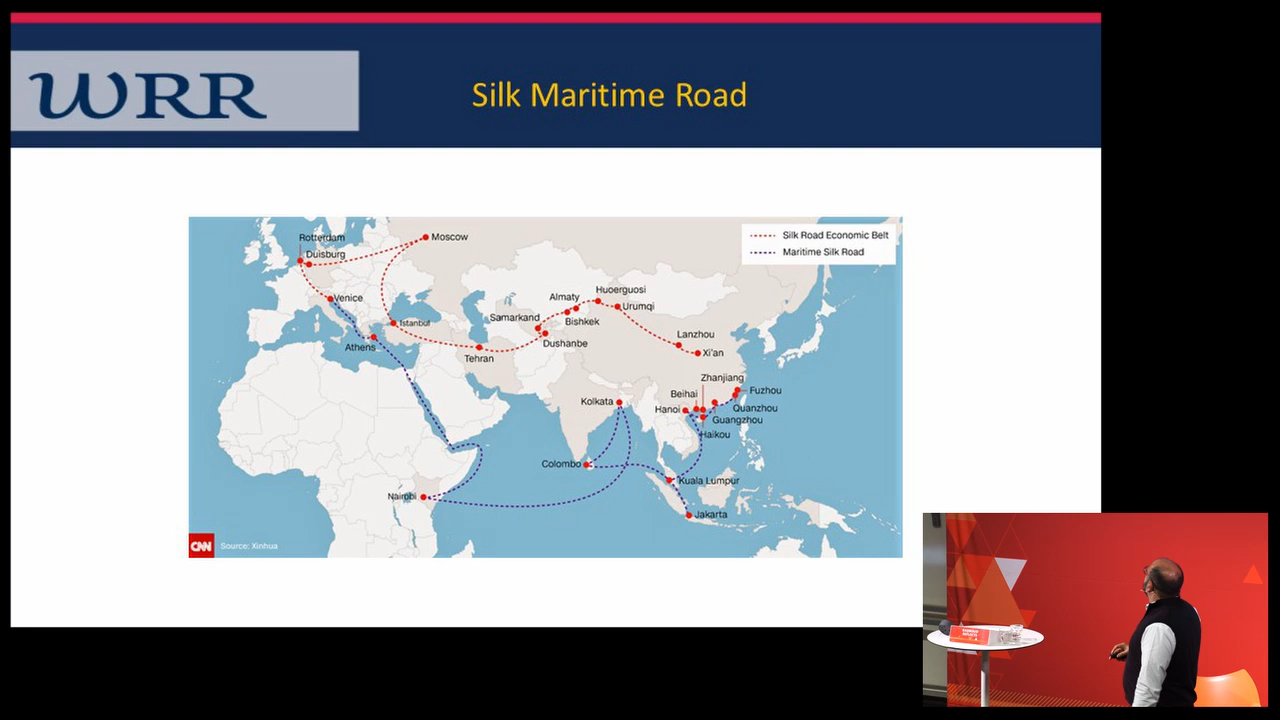 WRR
Silk Maritime Road
Silk Road Economic Belt
Maritime Silk Road
Rotterdam
Duisburg
Moscow
Venice
Istanbul
Athens
Tehran
Samarkand
Dushanbe
Almaty
Bishkek
Huoerguosi
Urumqi
Lanzhou
Xi'an
Zhanjiang
Beihai
Fuzhou
Hanoi
Quanzhou
Guangzhou
Haikou
Kolkata
Colombo
Kuala Lumpur
Nairobi
Jakarta
CNN
Source: Xinhua